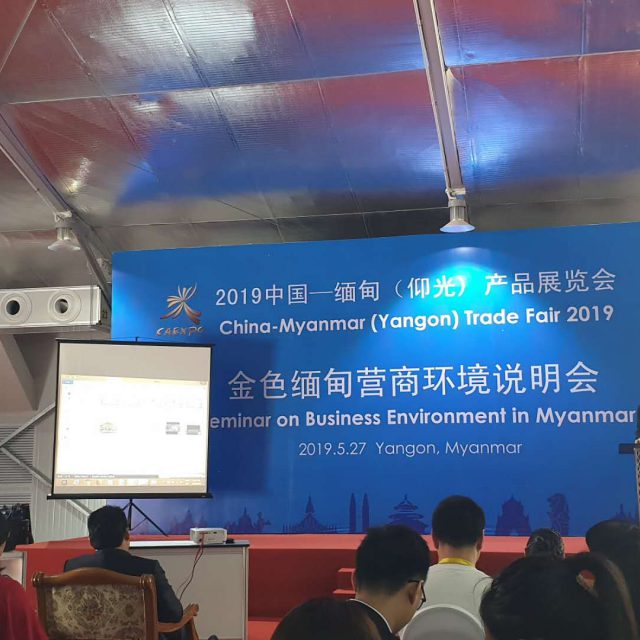 2019中国—缅甸（仰光）产品展览会
CAEXPO
China-Myanmar (Yangon) Trade Fair 2019
金色缅甸营商环境说明会
eminar on Business Environment in Myanmar
2019.5.27 Yangon, Myanmar